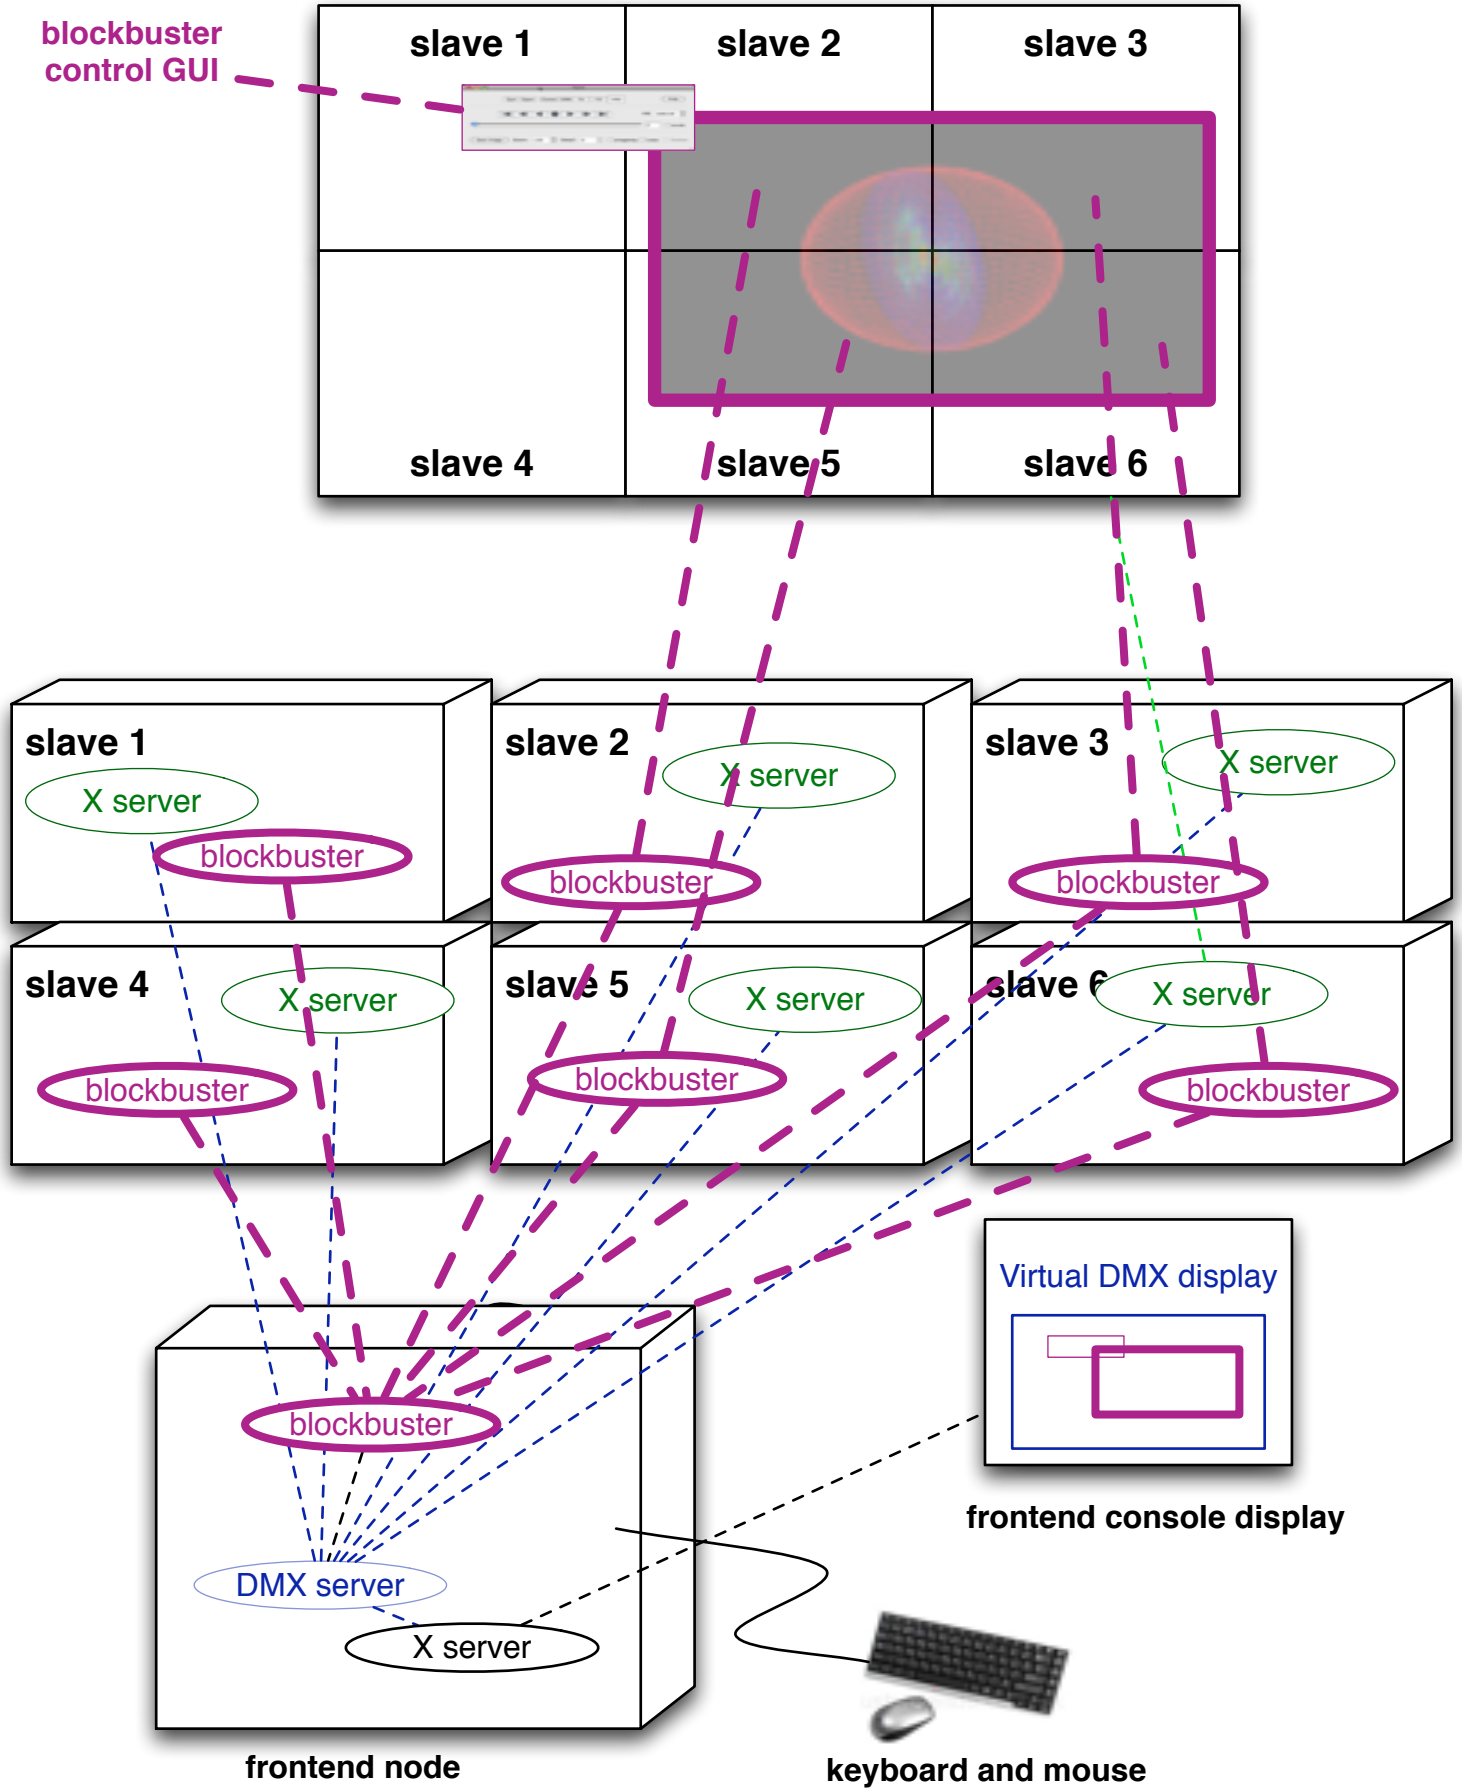 blockbuster
control GUI
slave 1
slave 2
slave 3
slave 4
slave 5
slave 6
slave 1
X server
blockbuster
slave 2
X server
blockbuster
slave 3
X server
blockbuster
slave 4
X server
blockbuster
slave 5
X server
blockbuster
slave 6
X server
blockbuster
Virtual DMX display
frontend console display
blockbuster
DMX server
X server
frontend node
keyboard and mouse